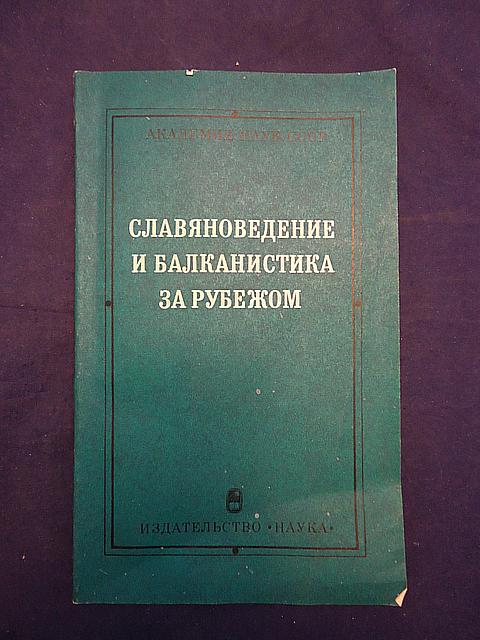 АКАДЕМИЯ НАУК СССР
СЛАВЯНОВЕДЕНИЕ
И БАЛКАНИСТИКА
ЗА РУБЕЖОМ
ИЗДАТЕЛЬСТВО «НАУКА»